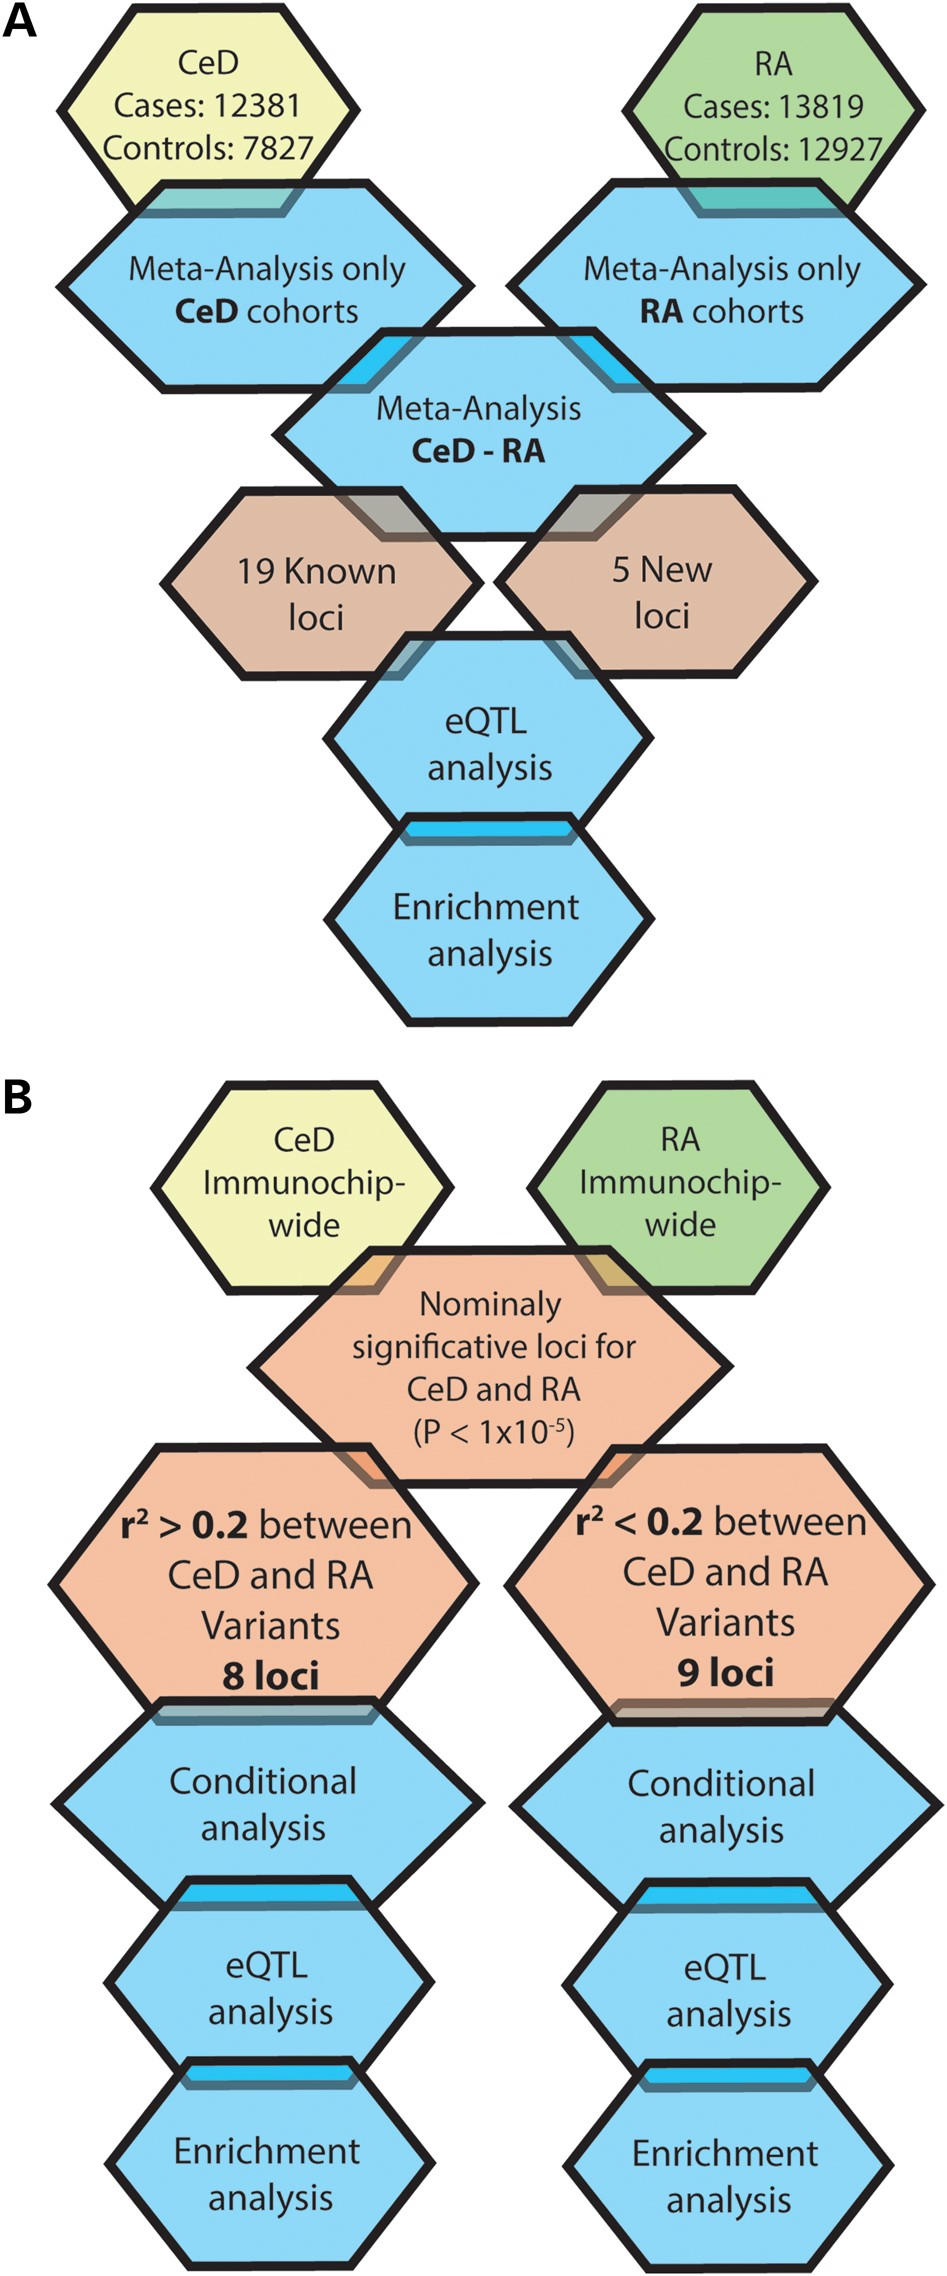 A
CeD
Cases: 12381
Controls: 7827
RA
Cases: 13819
Controls: 12927
Meta-Analysis only
CeD cohorts
Meta-Analysis only
RA cohorts
Meta-Analysis
CeD - RA
19 Known
loci
5 New
loci
eQTL
analysis
Enrichment
analysis
B
CeD
Immunochip-
wide
RA
Immunochip-
wide
Nominaly
significative loci for
CeD and RA
(P < 1x10⁻⁵)
r² > 0.2 between
CeD and RA
Variants
8 loci
r² < 0.2 between
CeD and RA
Variants
9 loci
Conditional
analysis
Conditional
analysis
eQTL
analysis
eQTL
analysis
Enrichment
analysis
Enrichment
analysis